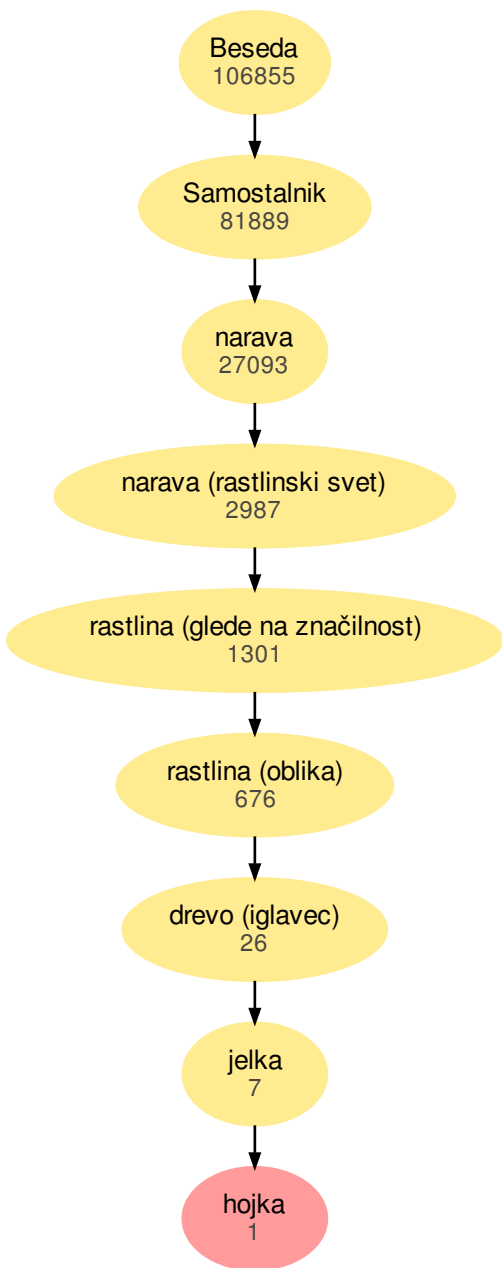 Beseda
106855
Samostalnik
81889
narava
27093
narava (rastlinski svet)
2987
rastlina (glede na značilnost)
1301
rastlina (oblika)
676
drevo (iglavec)
26
jelka
7
hojka
1